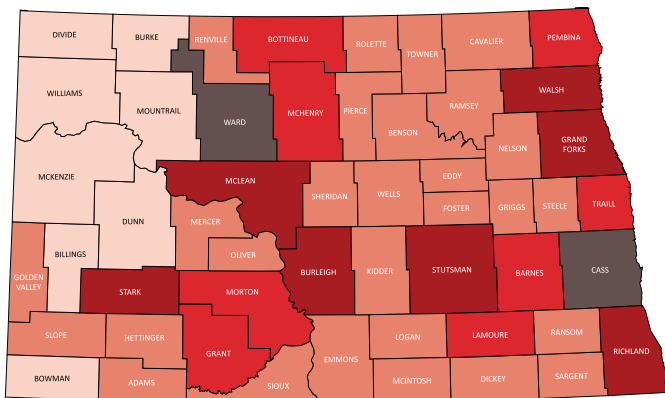 DIVIDE
BURKE
RENVILLE
BOTTINEAU
ROLETTE
TOWNER
CAVALIER
PEMBINA
WILLIAMS
MOUNTRAIL
WARD
MCHENRY
PIERCE
BENSON
RAMSEY
WALSH
NELSON
GRAND
FORKS
MCKENZIE
DUNN
MCLEAN
SHERIDAN
WELLS
EDDY
FOSTER
GRIGGS
STEELE
TRAILL
MERCER
OLIVER
GOLDEN
VALLEY
BILLINGS
STARK
MORTON
BURLEIGH
KIDDER
STUTSMAN
BARNES
CASS
SLOPE
HETTINGER
GRANT
EMMONS
LOGAN
LAMOURE
RANSOM
RICHLAND
BOWMAN
ADAMS
SIOUX
MCINTOSH
DICKEY
SARGENT